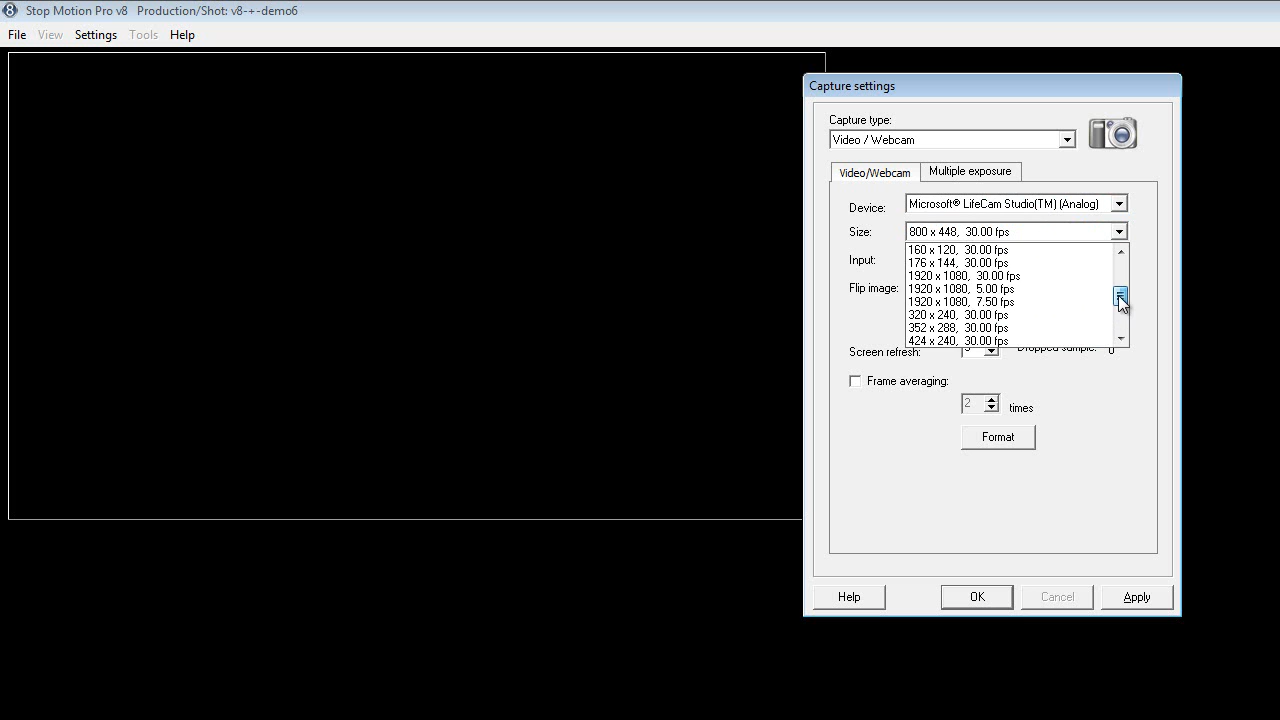 8 Stop Motion Pro v8 Production/Shot: v8-+-demo6
File View Settings Tools Help
Capture settings
Capture type:
Video / Webcam
Video/Webcam Multiple exposure
Device: Microsoft® LifeCam Studio(TM) (Analog)
Size: 800 x 448, 30.00 fps
160 x 120, 30.00 fps
Input: 176 x 144, 30.00 fps
1920 x 1080, 30.00 fps
Flip image: 1920 x 1080, 5.00 fps
1920 x 1080, 7.50 fps
320 x 240, 30.00 fps
352 x 288, 30.00 fps
424 x 240, 30.00 fps
Screen refresh: Dropped sample: 0
Frame averaging:
2 times
Format
Help OK Cancel Apply